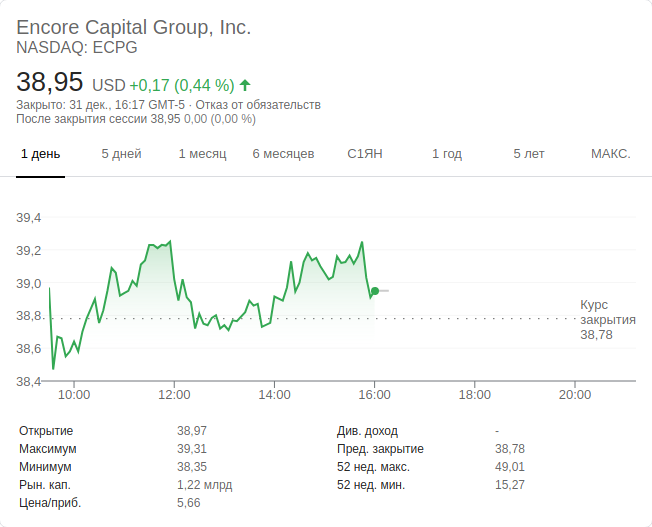 Encore Capital Group, Inc.
NASDAQ: ECPG
38,95 USD +0,17 (0,44 %)
Закрыто: 31 дек., 16:17 GMT-5 · Отказ от обязательств
После закрытия сессии 38,95 0,00 (0,00 %)
1 день 5 дней 1 месяц 6 месяцев С1ЯН 1 год 5 лет МАКС.
39,4
39,2
39,0
38,8
38,6
38,4
Курс
закрытия
38,78
10:00 12:00 14:00 16:00 18:00 20:00
Открытие 38,97
Максимум 39,31
Минимум 38,35
Рын. кап. 1,22 млрд
Цена/приб. 5,66
Див. доход -
Пред. закрытие 38,78
52 нед. макс. 49,01
52 нед. мин. 15,27